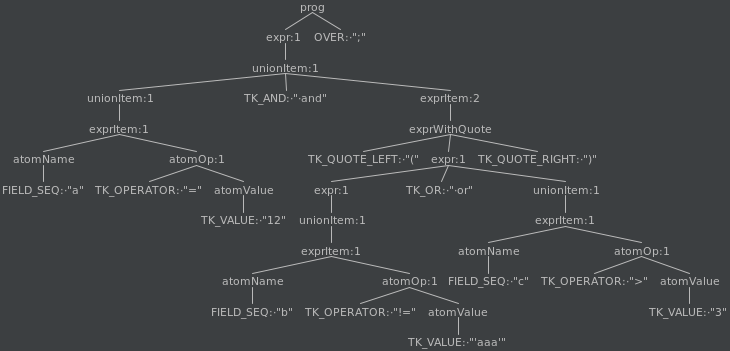 prog
expr:1 OVER:·";"
unionItem:1
unionItem:1 TK_AND:·"·and" exprItem:2
exprItem:1 exprWithQuote
atomName atomOp:1 TK_QUOTE_LEFT:·"(" expr:1 TK_QUOTE_RIGHT:·")"
FIELD_SEQ:·"a" TK_OPERATOR:·"=" atomValue expr:1 TK_OR:·"·or" unionItem:1
TK_VALUE:·"12" unionItem:1 exprItem:1
exprItem:1 atomName atomOp:1
atomName atomOp:1 FIELD_SEQ:·"c" TK_OPERATOR:·">" atomValue
FIELD_SEQ:·"b" TK_OPERATOR:·"!=" atomValue TK_VALUE:·"3"
TK_VALUE:·"'aaa'"